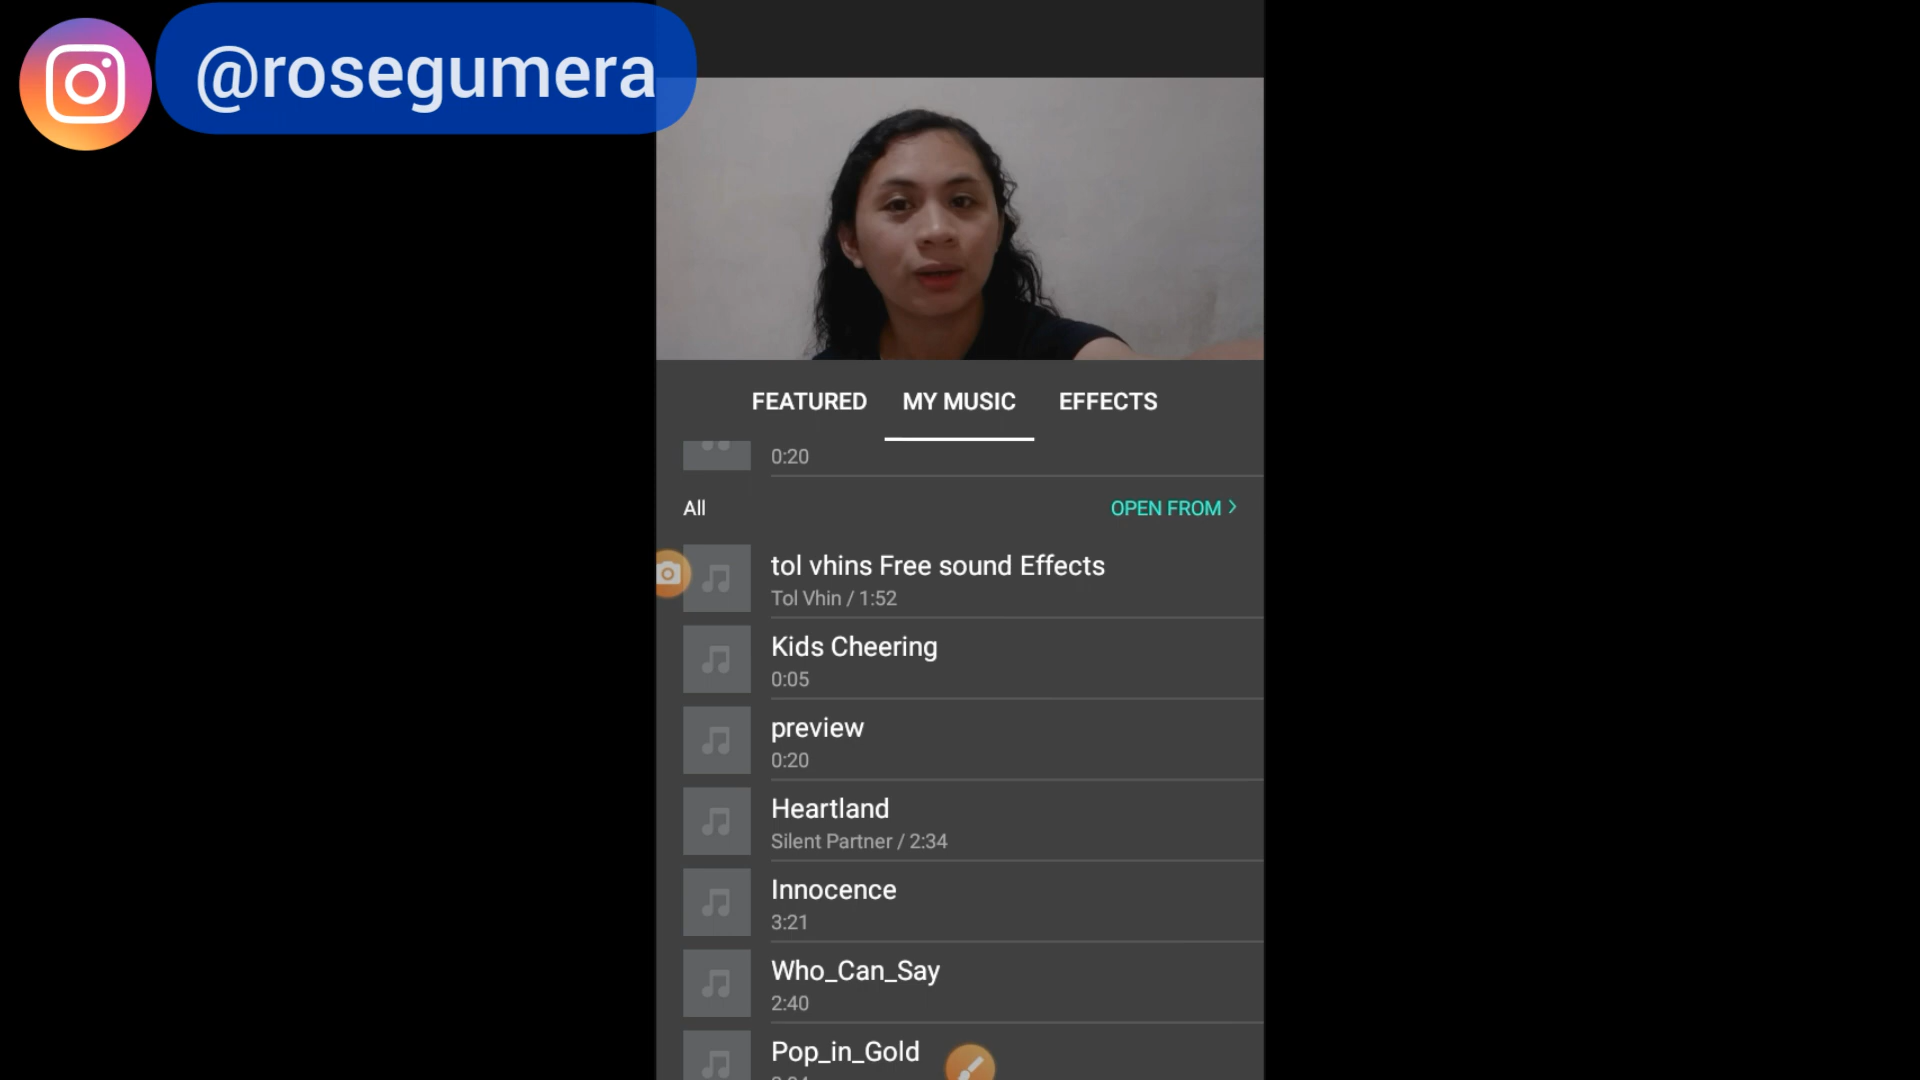 @rosegumera
FEATURED MY MUSIC EFFECTS
0:20
All OPEN FROM >
tol vhins Free sound Effects
Tol Vhin / 1:52
Kids Cheering
0:05
preview
0:20
Heartland
Silent Partner / 2:34
Innocence
3:21
Who_Can_Say
2:40
Pop_in_Gold